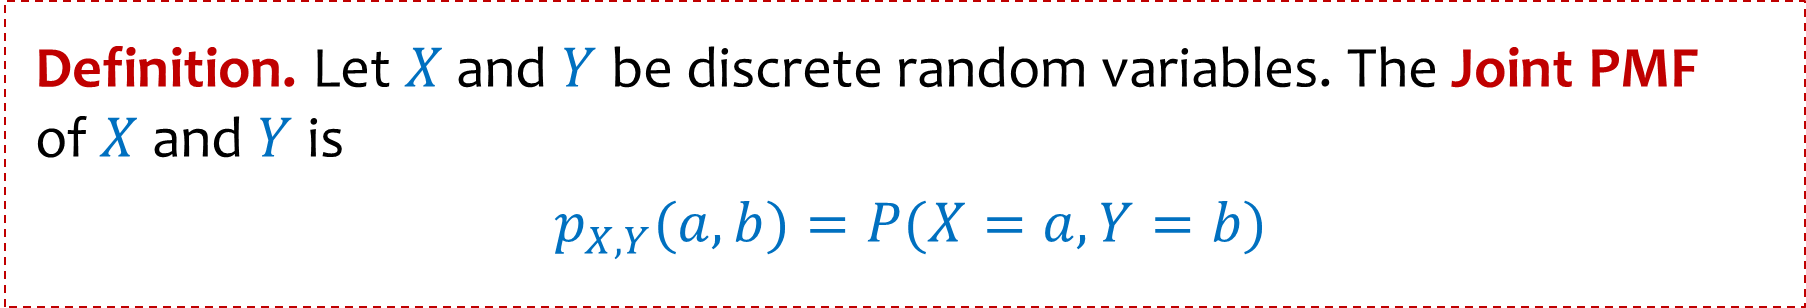 Definition. Let X and Y be discrete random variables. The Joint PMF
of X and Y is
p_{X,Y}(a, b) = P(X = a, Y = b)